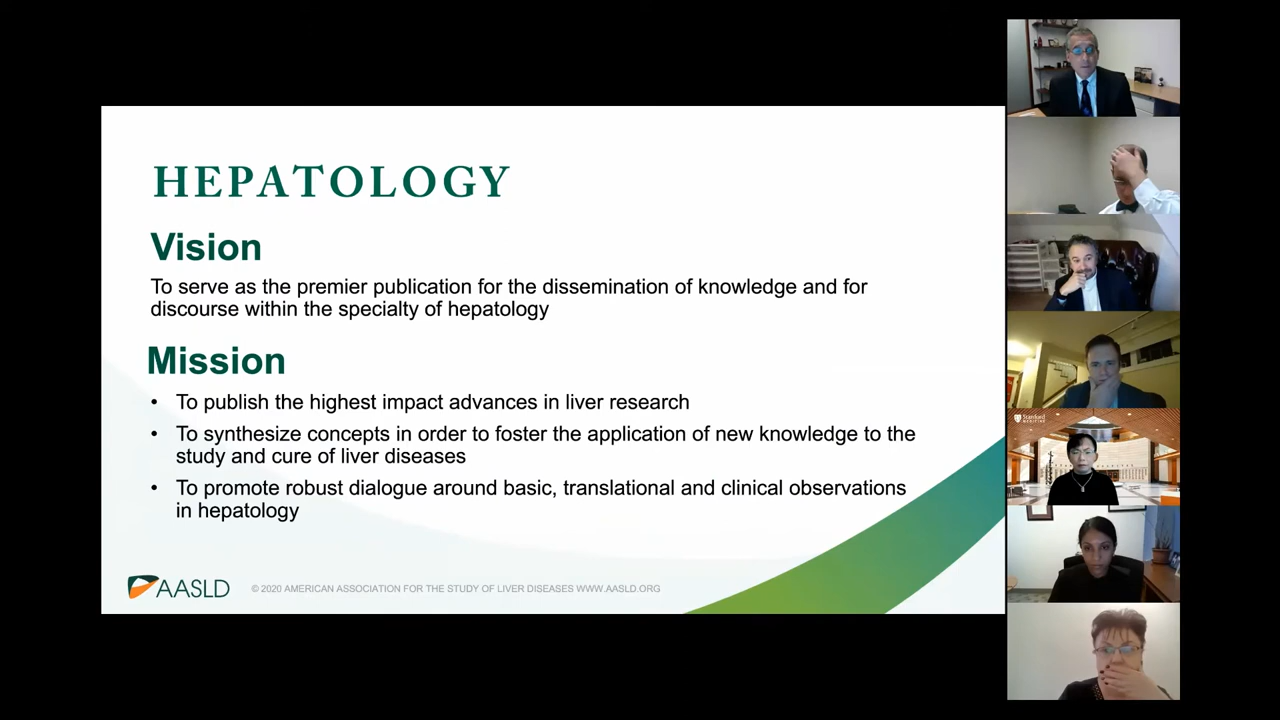 HEPATOLOGY
Vision
To serve as the premier publication for the dissemination of knowledge and for
discourse within the specialty of hepatology
Mission
• To publish the highest impact advances in liver research
• To synthesize concepts in order to foster the application of new knowledge to the
study and cure of liver diseases
• To promote robust dialogue around basic, translational and clinical observations
in hepatology
AASLD
© 2020 AMERICAN ASSOCIATION FOR THE STUDY OF LIVER DISEASES WWW.AASLD.ORG
Stanford
MEDICINE